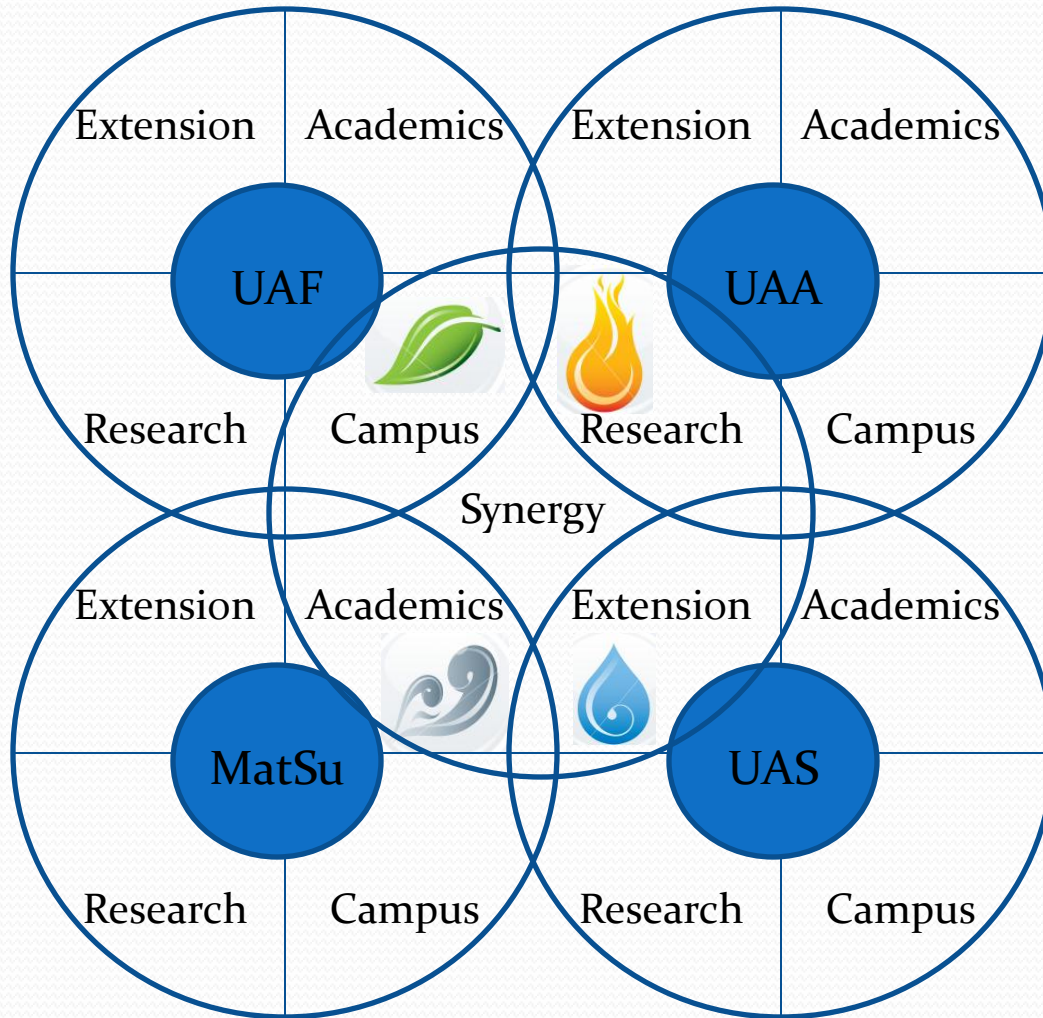 Extension Academics Extension Academics
UAF UAA
Research Campus Research Campus
Synergy
Extension Academics Extension Academics
MatSu UAS
Research Campus Research Campus